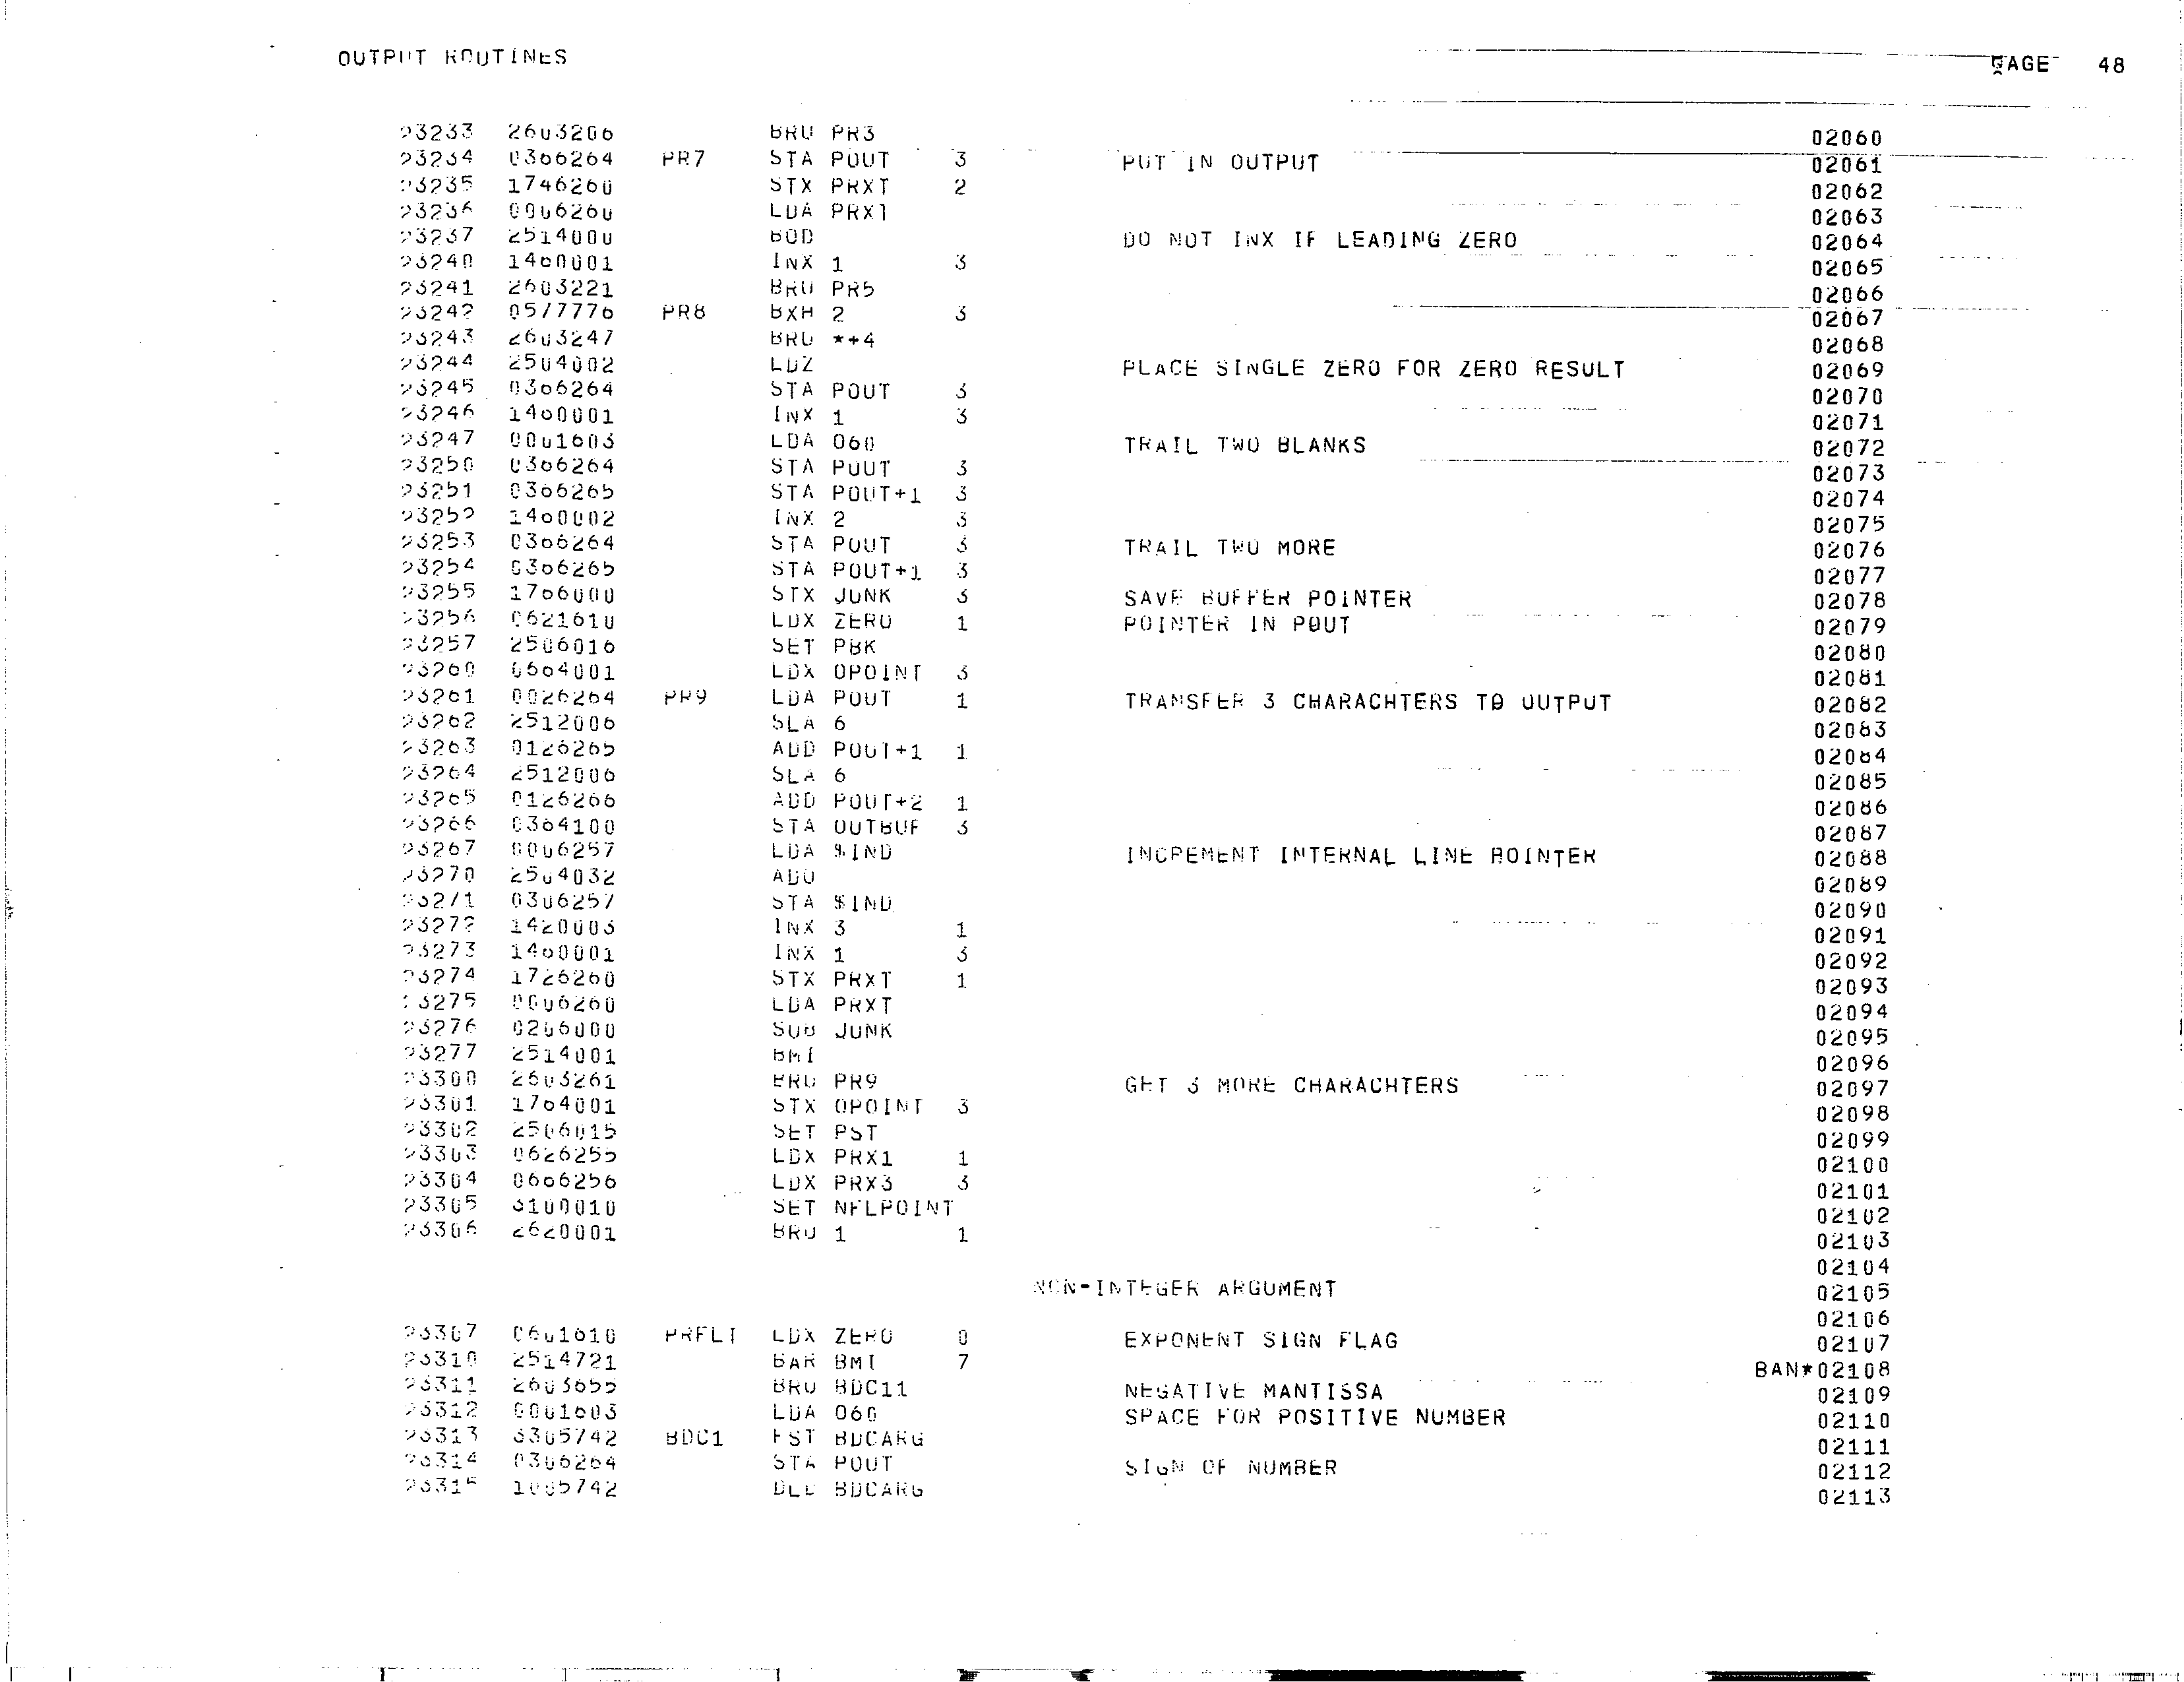 OUTPUT ROUTINES PAGE 48
23233 2603206 BRU PR3 02060
23234 0366264 PR7 STA POUT 3 PUT IN OUTPUT 02061
23235 1746260 STX PRXT 2 02062
23236 0006260 LDA PRXT 02063
23237 2514000 BOD DO NOT INX IF LEADING ZERO 02064
23240 1460001 INX 1 3 02065
23241 2603221 BRU PR5 02066
23242 0577776 PR8 BXH 2 3 02067
23243 2603247 BRU *+4 02068
23244 2504002 LDZ PLACE SINGLE ZERO FOR ZERO RESULT 02069
23245 0366264 STA POUT 3 02070
23246 1460001 INX 1 3 02071
23247 0001603 LDA O60 TRAIL TWO BLANKS 02072
23250 0366264 STA POUT 3 02073
23251 0366265 STA POUT+1 3 02074
23252 1460002 INX 2 3 02075
23253 0366264 STA POUT 3 TRAIL TWO MORE 02076
23254 0366265 STA POUT+1 3 02077
23255 1766000 STX JUNK 3 SAVE BUFFER POINTER 02078
23256 0621610 LDX ZERO 1 POINTER IN POUT 02079
23257 2506016 SET PBK 02080
23260 0664001 LDX OPOINT 3 02081
23261 0026264 PR9 LDA POUT 1 TRANSFER 3 CHARACHTERS TO OUTPUT 02082
23262 2512006 SLA 6 02083
23263 0126265 ADD POUT+1 1 02084
23264 2512006 SLA 6 02085
23265 0126266 ADD POUT+2 1 02086
23266 0364100 STA OUTBUF 3 02087
23267 0006257 LDA $IND INCREMENT INTERNAL LINE POINTER 02088
23270 2504032 ADO 02089
23271 0306257 STA $IND 02090
23272 1420003 INX 3 1 02091
23273 1460001 INX 1 3 02092
23274 1726260 STX PRXT 1 02093
23275 0006260 LDA PRXT 02094
23276 0206000 SUB JUNK 02095
23277 2514001 BMI 02096
23300 2603261 BRU PR9 GET 3 MORE CHARACHTERS 02097
23301 1764001 STX OPOINT 3 02098
23302 2506015 SET PST 02099
23303 0626255 LDX PRX1 1 02100
23304 0666256 LDX PRX3 3 02101
23305 3100010 SET NFLPOINT 02102
23306 2620001 BRU 1 1 02103
02104
NON-INTEGER ARGUMENT 02105
02106
23307 0601610 PRFLT LDX ZERO 0 EXPONENT SIGN FLAG 02107
23310 2514721 BAR BMI 7 BAN*02108
23311 2603655 BRU BDC11 NEGATIVE MANTISSA 02109
23312 0001603 LDA O60 SPACE FOR POSITIVE NUMBER 02110
23313 3305742 BDC1 FST BDCARG 02111
23314 0306264 STA POUT SIGN OF NUMBER 02112
23315 1005742 DLD BDCARG 02113